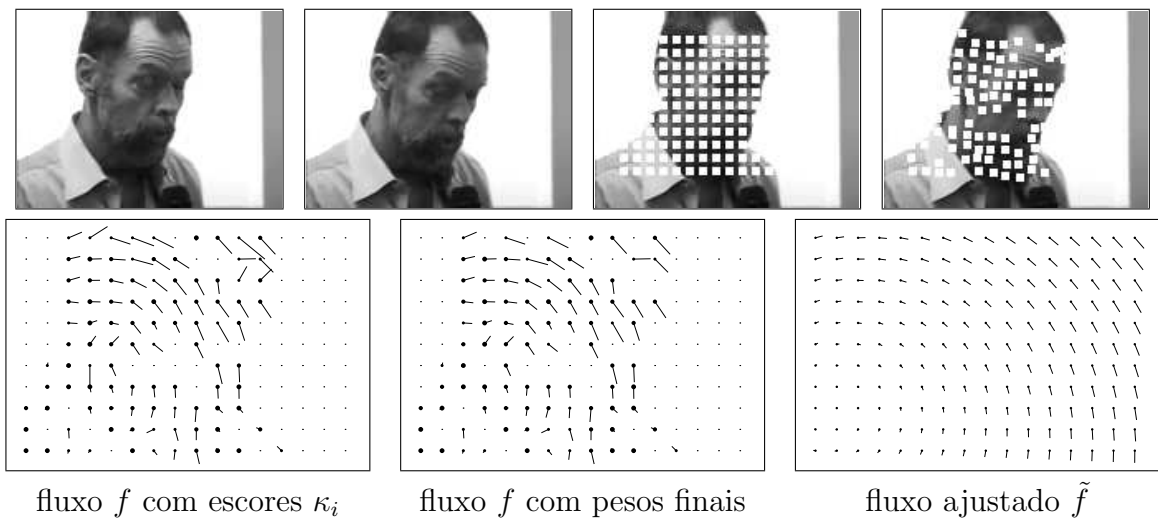 fluxo f com escores κᵢ
fluxo f com pesos finais
fluxo ajustado f̃